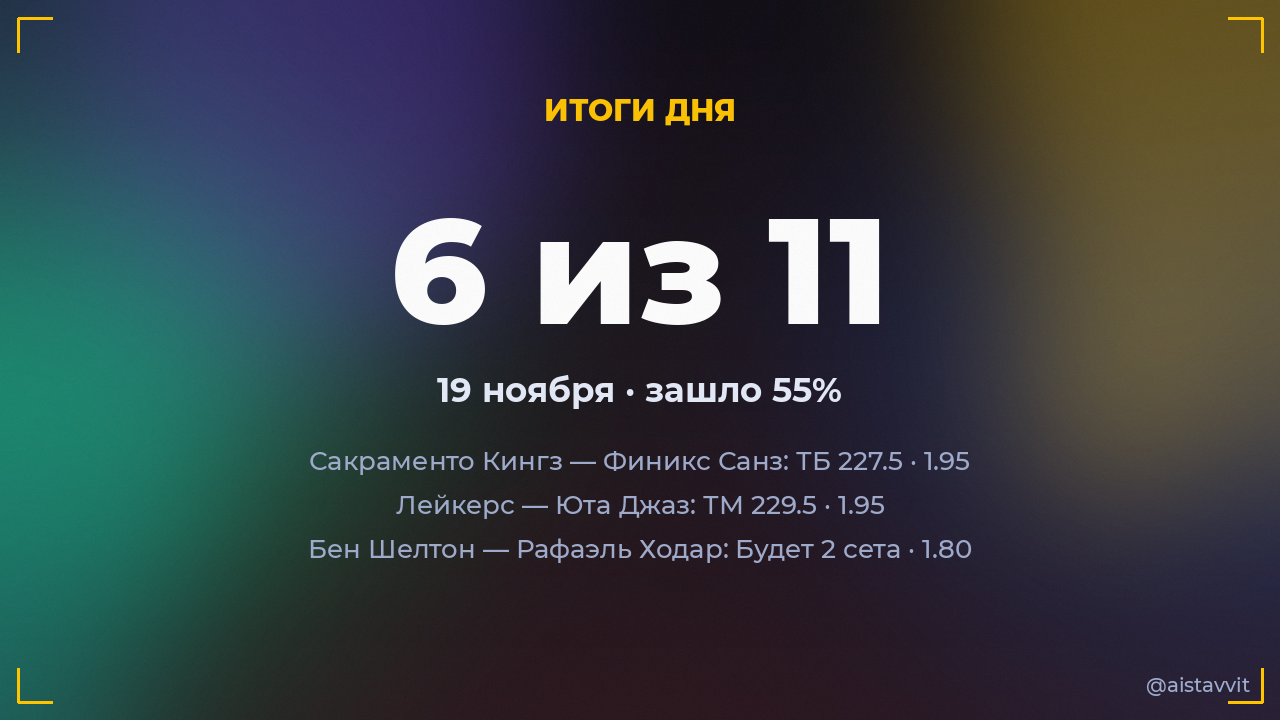 ИТОГИ ДНЯ
6 из 11
19 ноября · зашло 55%
Сакраменто Кингз — Финикс Санз: ТБ 227.5 · 1.95
Лейкерс — Юта Джаз: ТМ 229.5 · 1.95
Бен Шелтон — Рафаэль Ходар: Будет 2 сета · 1.80
@aistavvit